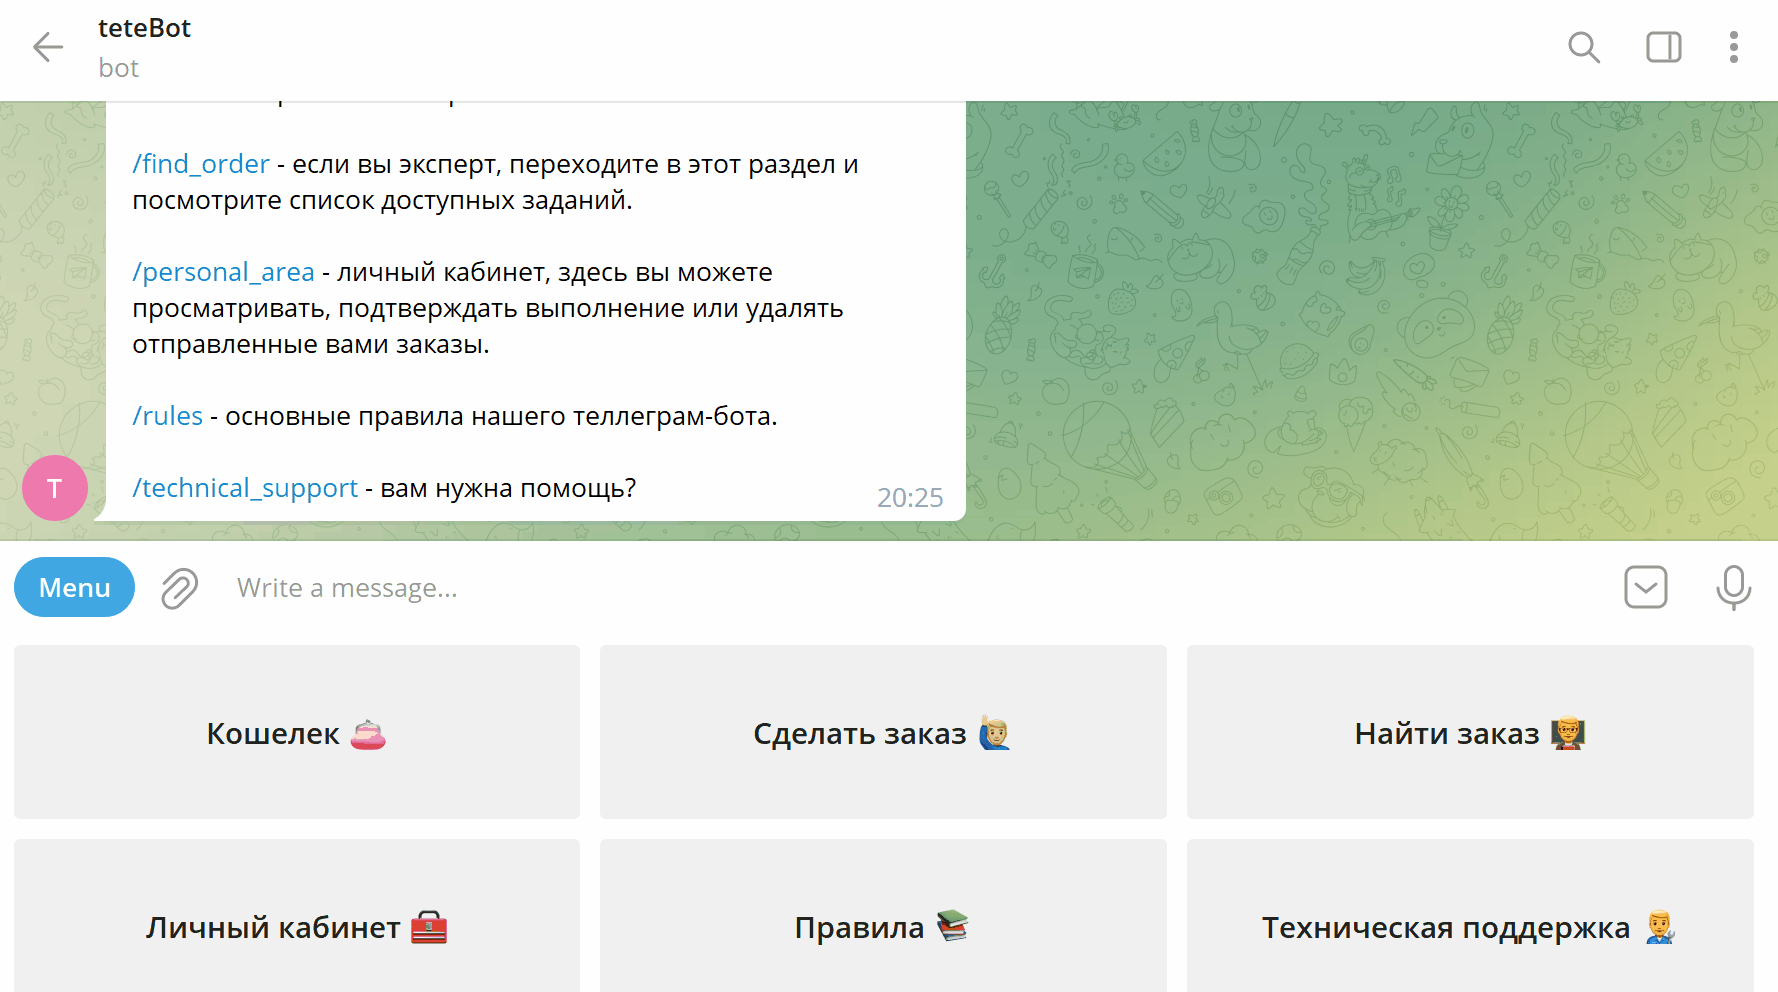 teteBot
bot
/find_order - если вы эксперт, переходите в этот раздел и
посмотрите список доступных заданий.
/personal_area - личный кабинет, здесь вы можете
просматривать, подтверждать выполнение или удалять
отправленные вами заказы.
/rules - основные правила нашего теллеграм-бота.
/technical_support - вам нужна помощь?
20:25
T
Menu
Write a message...
Кошелек
Сделать заказ
Найти заказ
Личный кабинет
Правила
Техническая поддержка